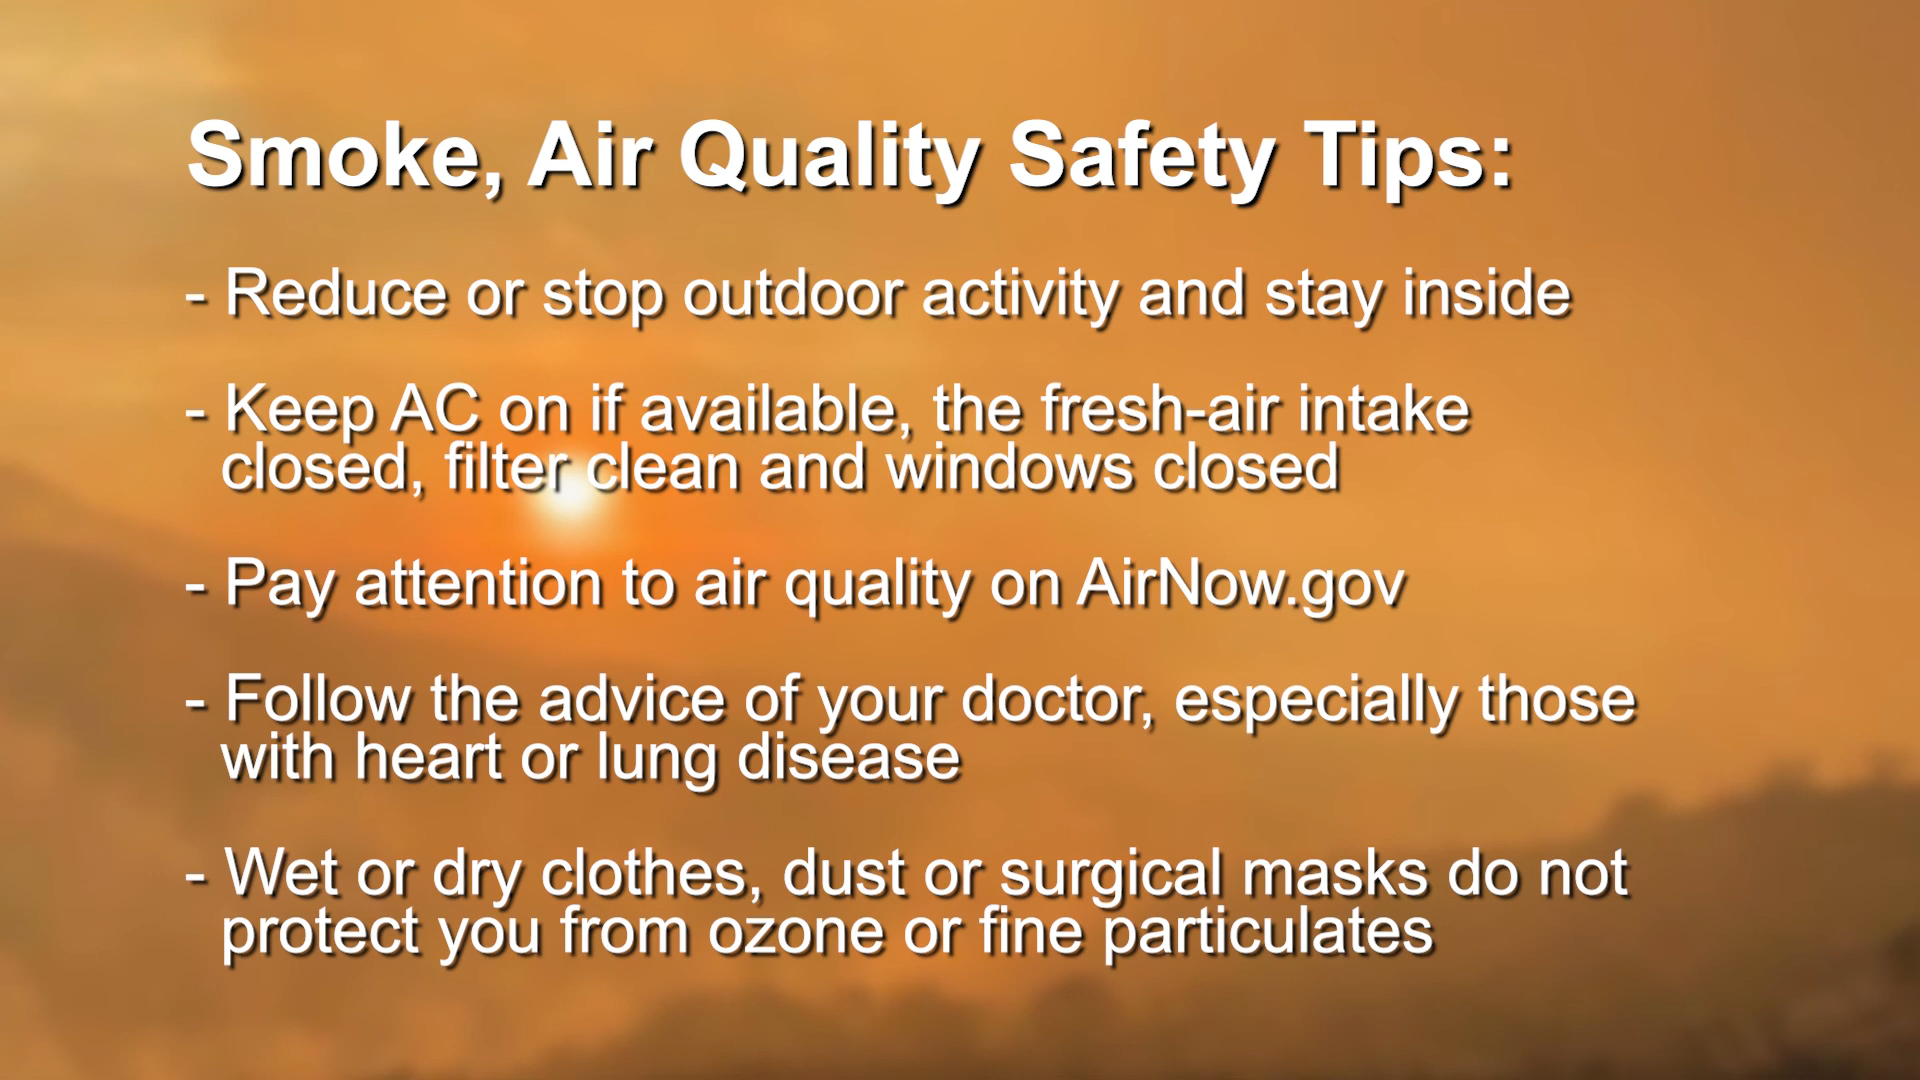 Smoke, Air Quality Safety Tips:
- Reduce or stop outdoor activity and stay inside
- Keep AC on if available, the fresh-air intake
closed, filter clean and windows closed
- Pay attention to air quality on AirNow.gov
- Follow the advice of your doctor, especially those
with heart or lung disease
- Wet or dry clothes, dust or surgical masks do not
protect you from ozone or fine particulates